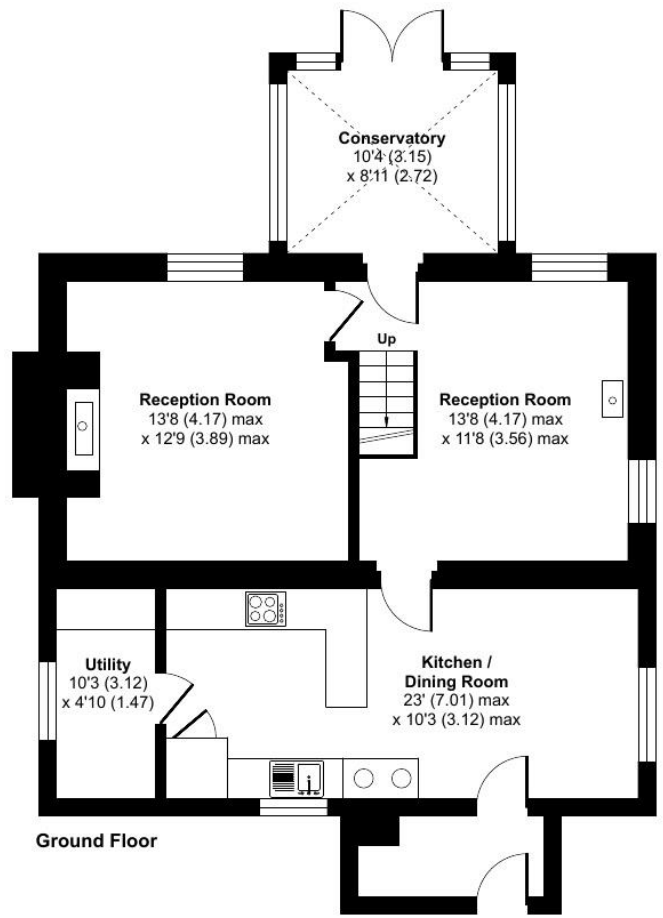 Conservatory
10'4 (3.15)
x 8'11 (2.72)
Up
Reception Room
13'8 (4.17) max
x 12'9 (3.89) max
Reception Room
13'8 (4.17) max
x 11'8 (3.56) max
Utility
10'3 (3.12)
x 4'10 (1.47)
Kitchen /
Dining Room
23' (7.01) max
x 10'3 (3.12) max
Ground Floor